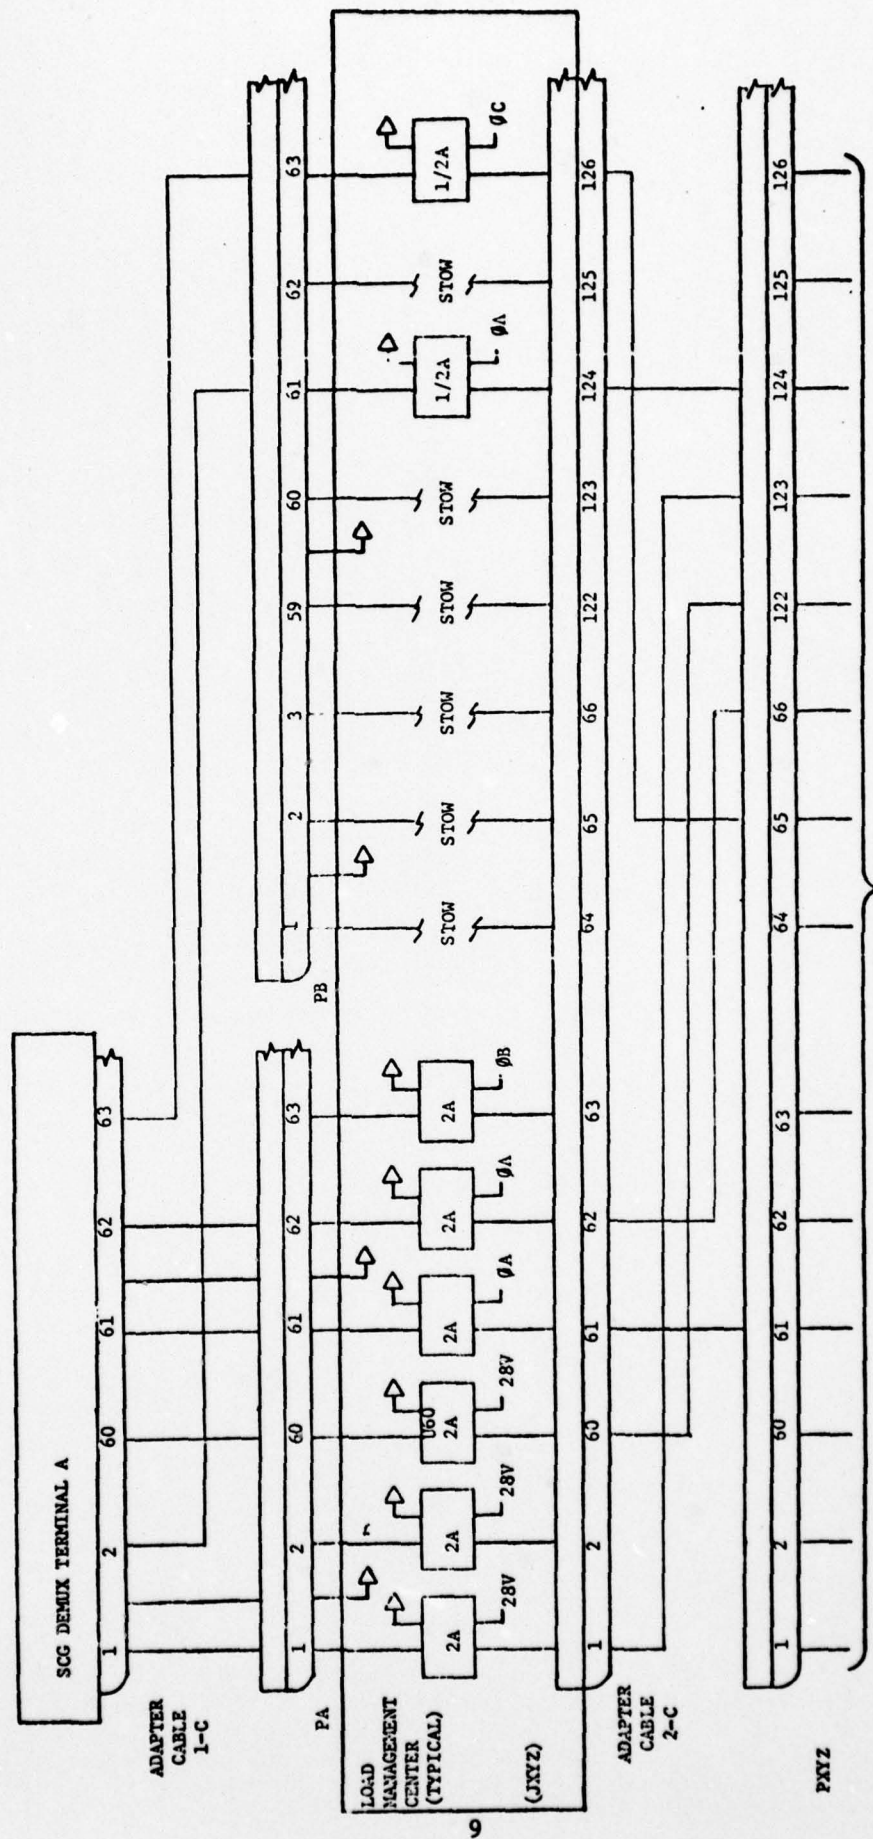 SCG DEMUX TERMINAL A
1 2 60 61 62 63
ADAPTER
CABLE
1-C
1 2 60 61 62 63
PA
1 2 3 59 60 61 62 63
PB
LOAD
MANAGEMENT
CENTER
(TYPICAL)
2A 28V
2A 28V
U60
2A 28V
2A ØA
2A ØA
2A ØB
STOW STOW STOW STOW STOW
1/2A ØA
STOW
1/2A ØC
(JXYZ)
1 2 60 61 62 63 64 65 66 122 123 124 125 126
ADAPTER
CABLE
2-C
1 2 60 61 62 63 64 65 66 122 123 124 125 126
PXYZ
9